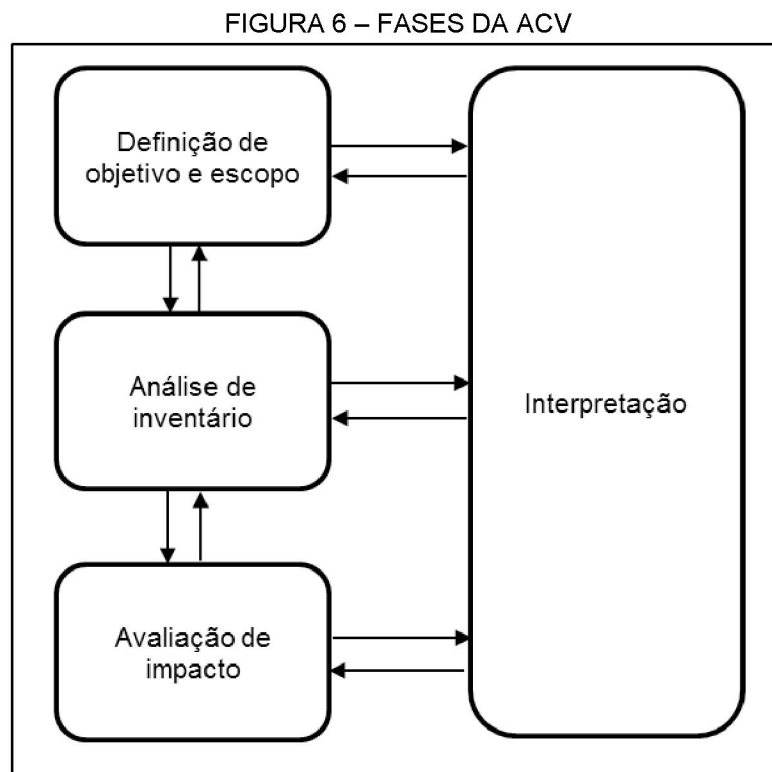 FIGURA 6 – FASES DA ACV
Definição de
objetivo e escopo
Análise de
inventário
Interpretação
Avaliação de
impacto